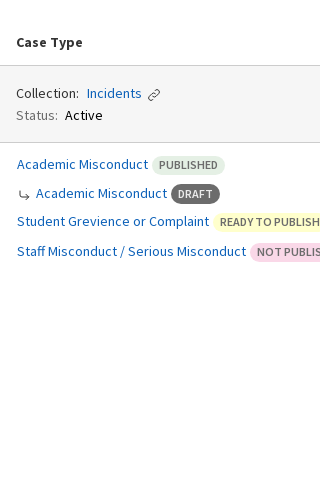 Case Type
Collection: Incidents
Status: Active
Academic Misconduct PUBLISHED
Academic Misconduct DRAFT
Student Grevience or Complaint READY TO PUBLISH
Staff Misconduct / Serious Misconduct NOT PUBLIS